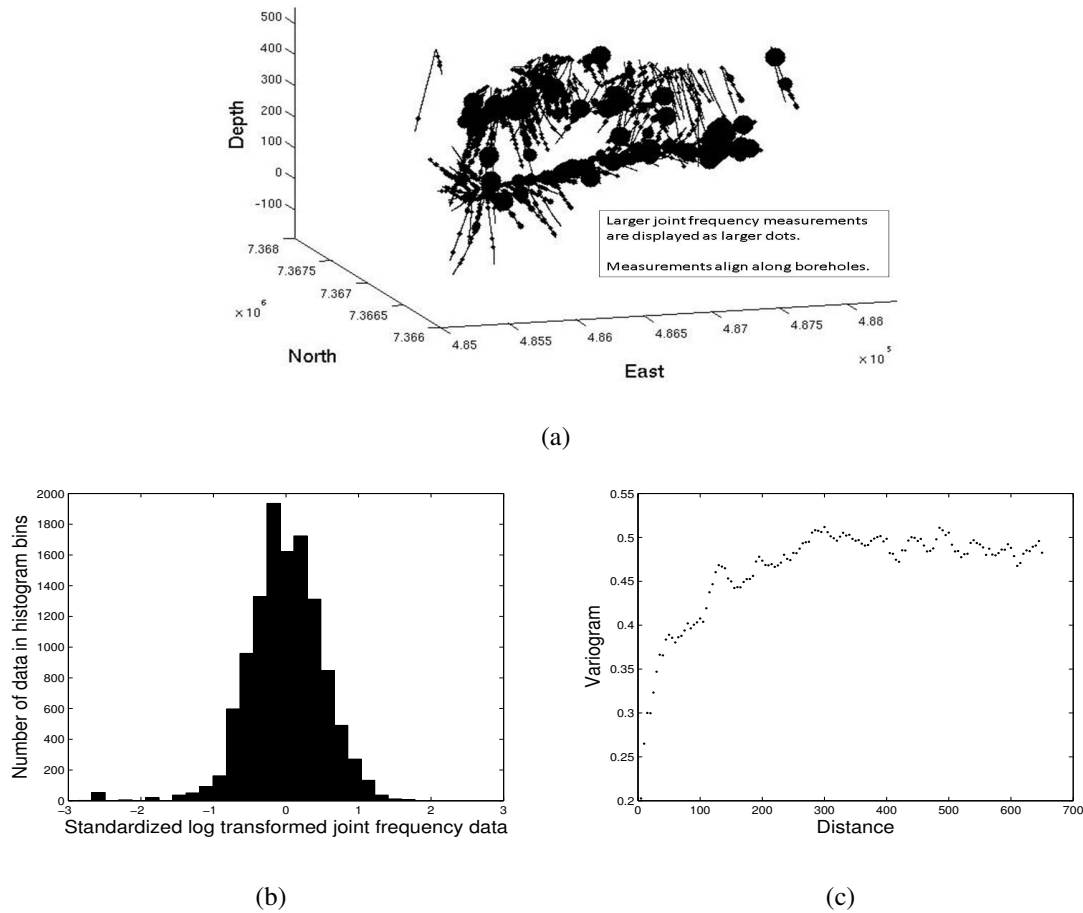 500
400
300
200
100
0
-100
Depth
7.368
7.3675
7.367
7.3665
7.366
× 10 6
North
4.85
4.855
4.86
4.865
4.87
4.875
4.88
× 10 5
East
Larger joint frequency measurements
are displayed as larger dots.
Measurements align along boreholes.
(a)
2000
1800
1600
1400
1200
1000
800
600
400
200
0
Number of data in histogram bins
−3 −2 −1 0 1 2 3
Standardized log transformed joint frequency data
(b)
0.55
0.5
0.45
0.4
0.35
0.3
0.25
0.2
Variogram
0 100 200 300 400 500 600 700
Distance
(c)